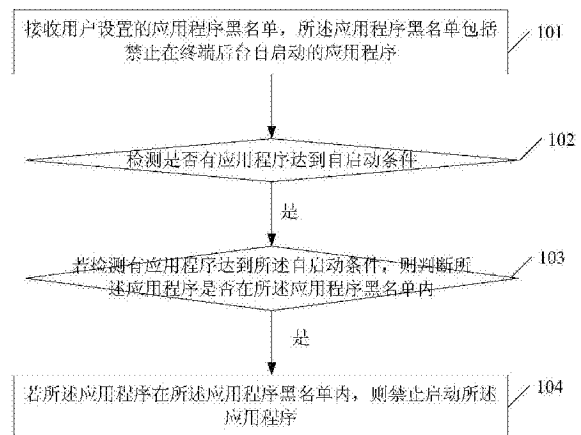 接收用户设置的应用程序黑名单，所述应用程序黑名单包括
禁止在终端后台自启动的应用程序
101
检测是否有应用程序达到自启动条件
102
是
若检测有应用程序达到所述自启动条件，则判断所
述应用程序是否在所述应用程序黑名单内
103
是
若所述应用程序在所述应用程序黑名单内，则禁止启动所述
应用程序
104